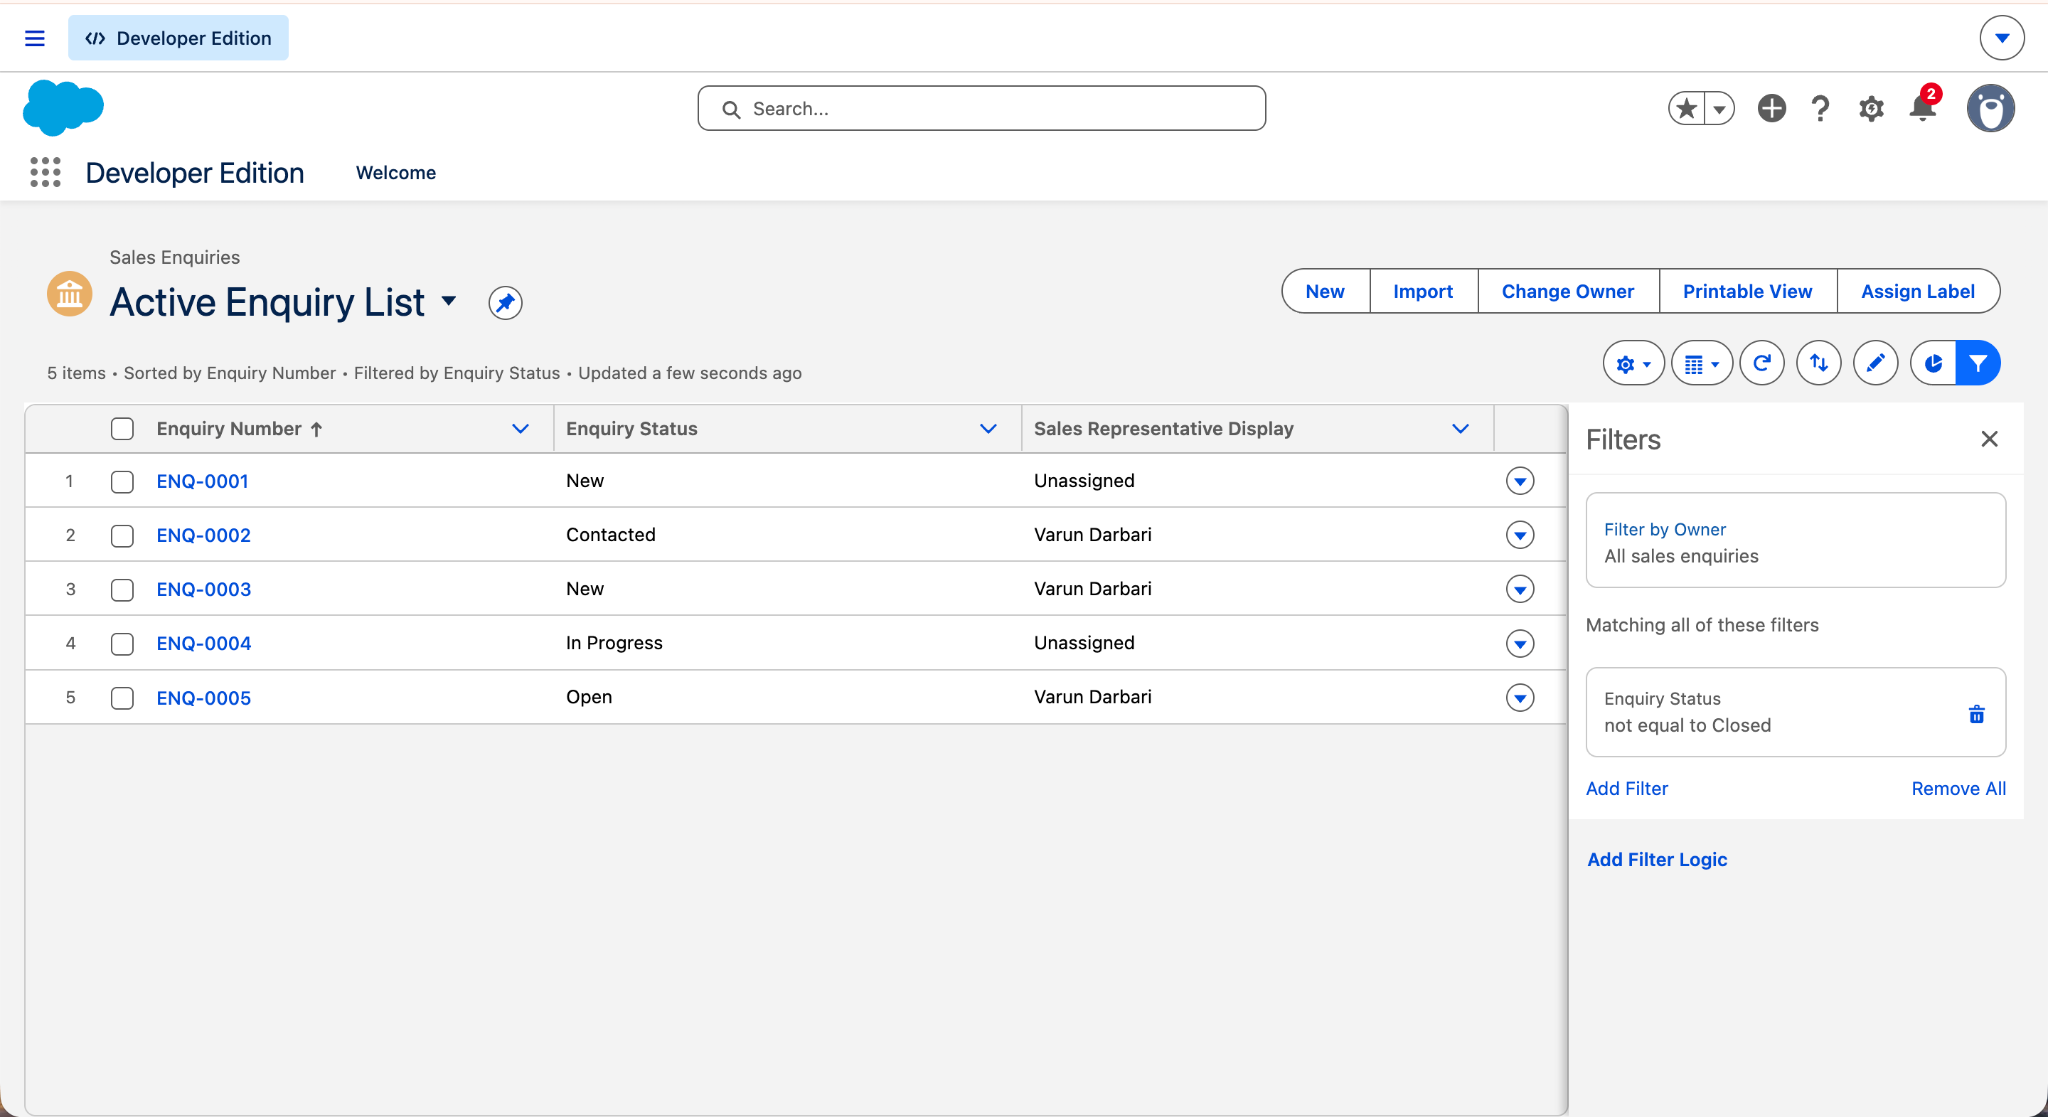 Developer Edition
Search...
2
Developer Edition
Welcome
Sales Enquiries
Active Enquiry List
New
Import
Change Owner
Printable View
Assign Label
5 items • Sorted by Enquiry Number • Filtered by Enquiry Status • Updated a few seconds ago
Enquiry Number
Enquiry Status
Sales Representative Display
1 ENQ-0001 New Unassigned
2 ENQ-0002 Contacted Varun Darbari
3 ENQ-0003 New Varun Darbari
4 ENQ-0004 In Progress Unassigned
5 ENQ-0005 Open Varun Darbari
Filters
Filter by Owner
All sales enquiries
Matching all of these filters
Enquiry Status
not equal to Closed
Add Filter
Remove All
Add Filter Logic